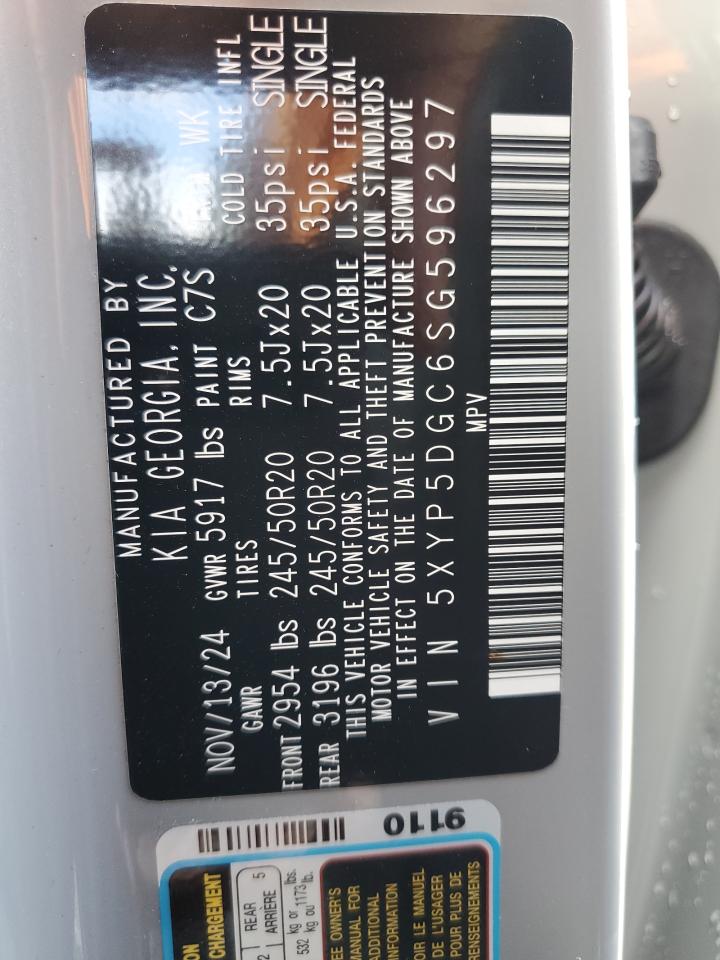 MANUFACTURED BY
KIA GEORGIA, INC.
NOV/13/24 GVWR 5917 lbs PAINT C7S WK
GAWR TIRES RIMS COLD TIRE INFL
FRONT 2954 lbs 245/50R20 7.5Jx20 35psi SINGLE
REAR 3196 lbs 245/50R20 7.5Jx20 35psi SINGLE
THIS VEHICLE CONFORMS TO ALL APPLICABLE U.S.A. FEDERAL
MOTOR VEHICLE SAFETY AND THEFT PREVENTION STANDARDS
IN EFFECT ON THE DATE OF MANUFACTURE SHOWN ABOVE
VIN 5XYP5DGC6SG596297
MPV
9110
CHARGEMENT
2 REAR 5
ARRIÈRE
532 kg or 1173 lbs.
kg ou lb.
EE OWNER'S
MANUAL FOR
ADDITIONAL
INFORMATION
OIR LE MANUEL
DE L'USAGER
POUR PLUS DE
RENSEIGNEMENTS